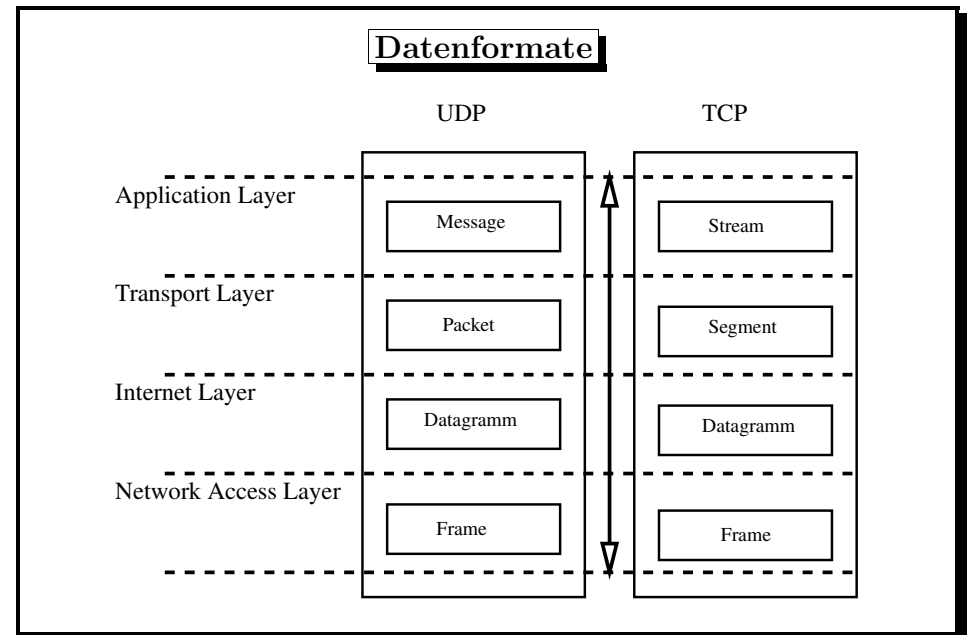 Datenformate
UDP TCP
Application Layer
Message Stream
Transport Layer
Packet Segment
Internet Layer
Datagramm Datagramm
Network Access Layer
Frame Frame